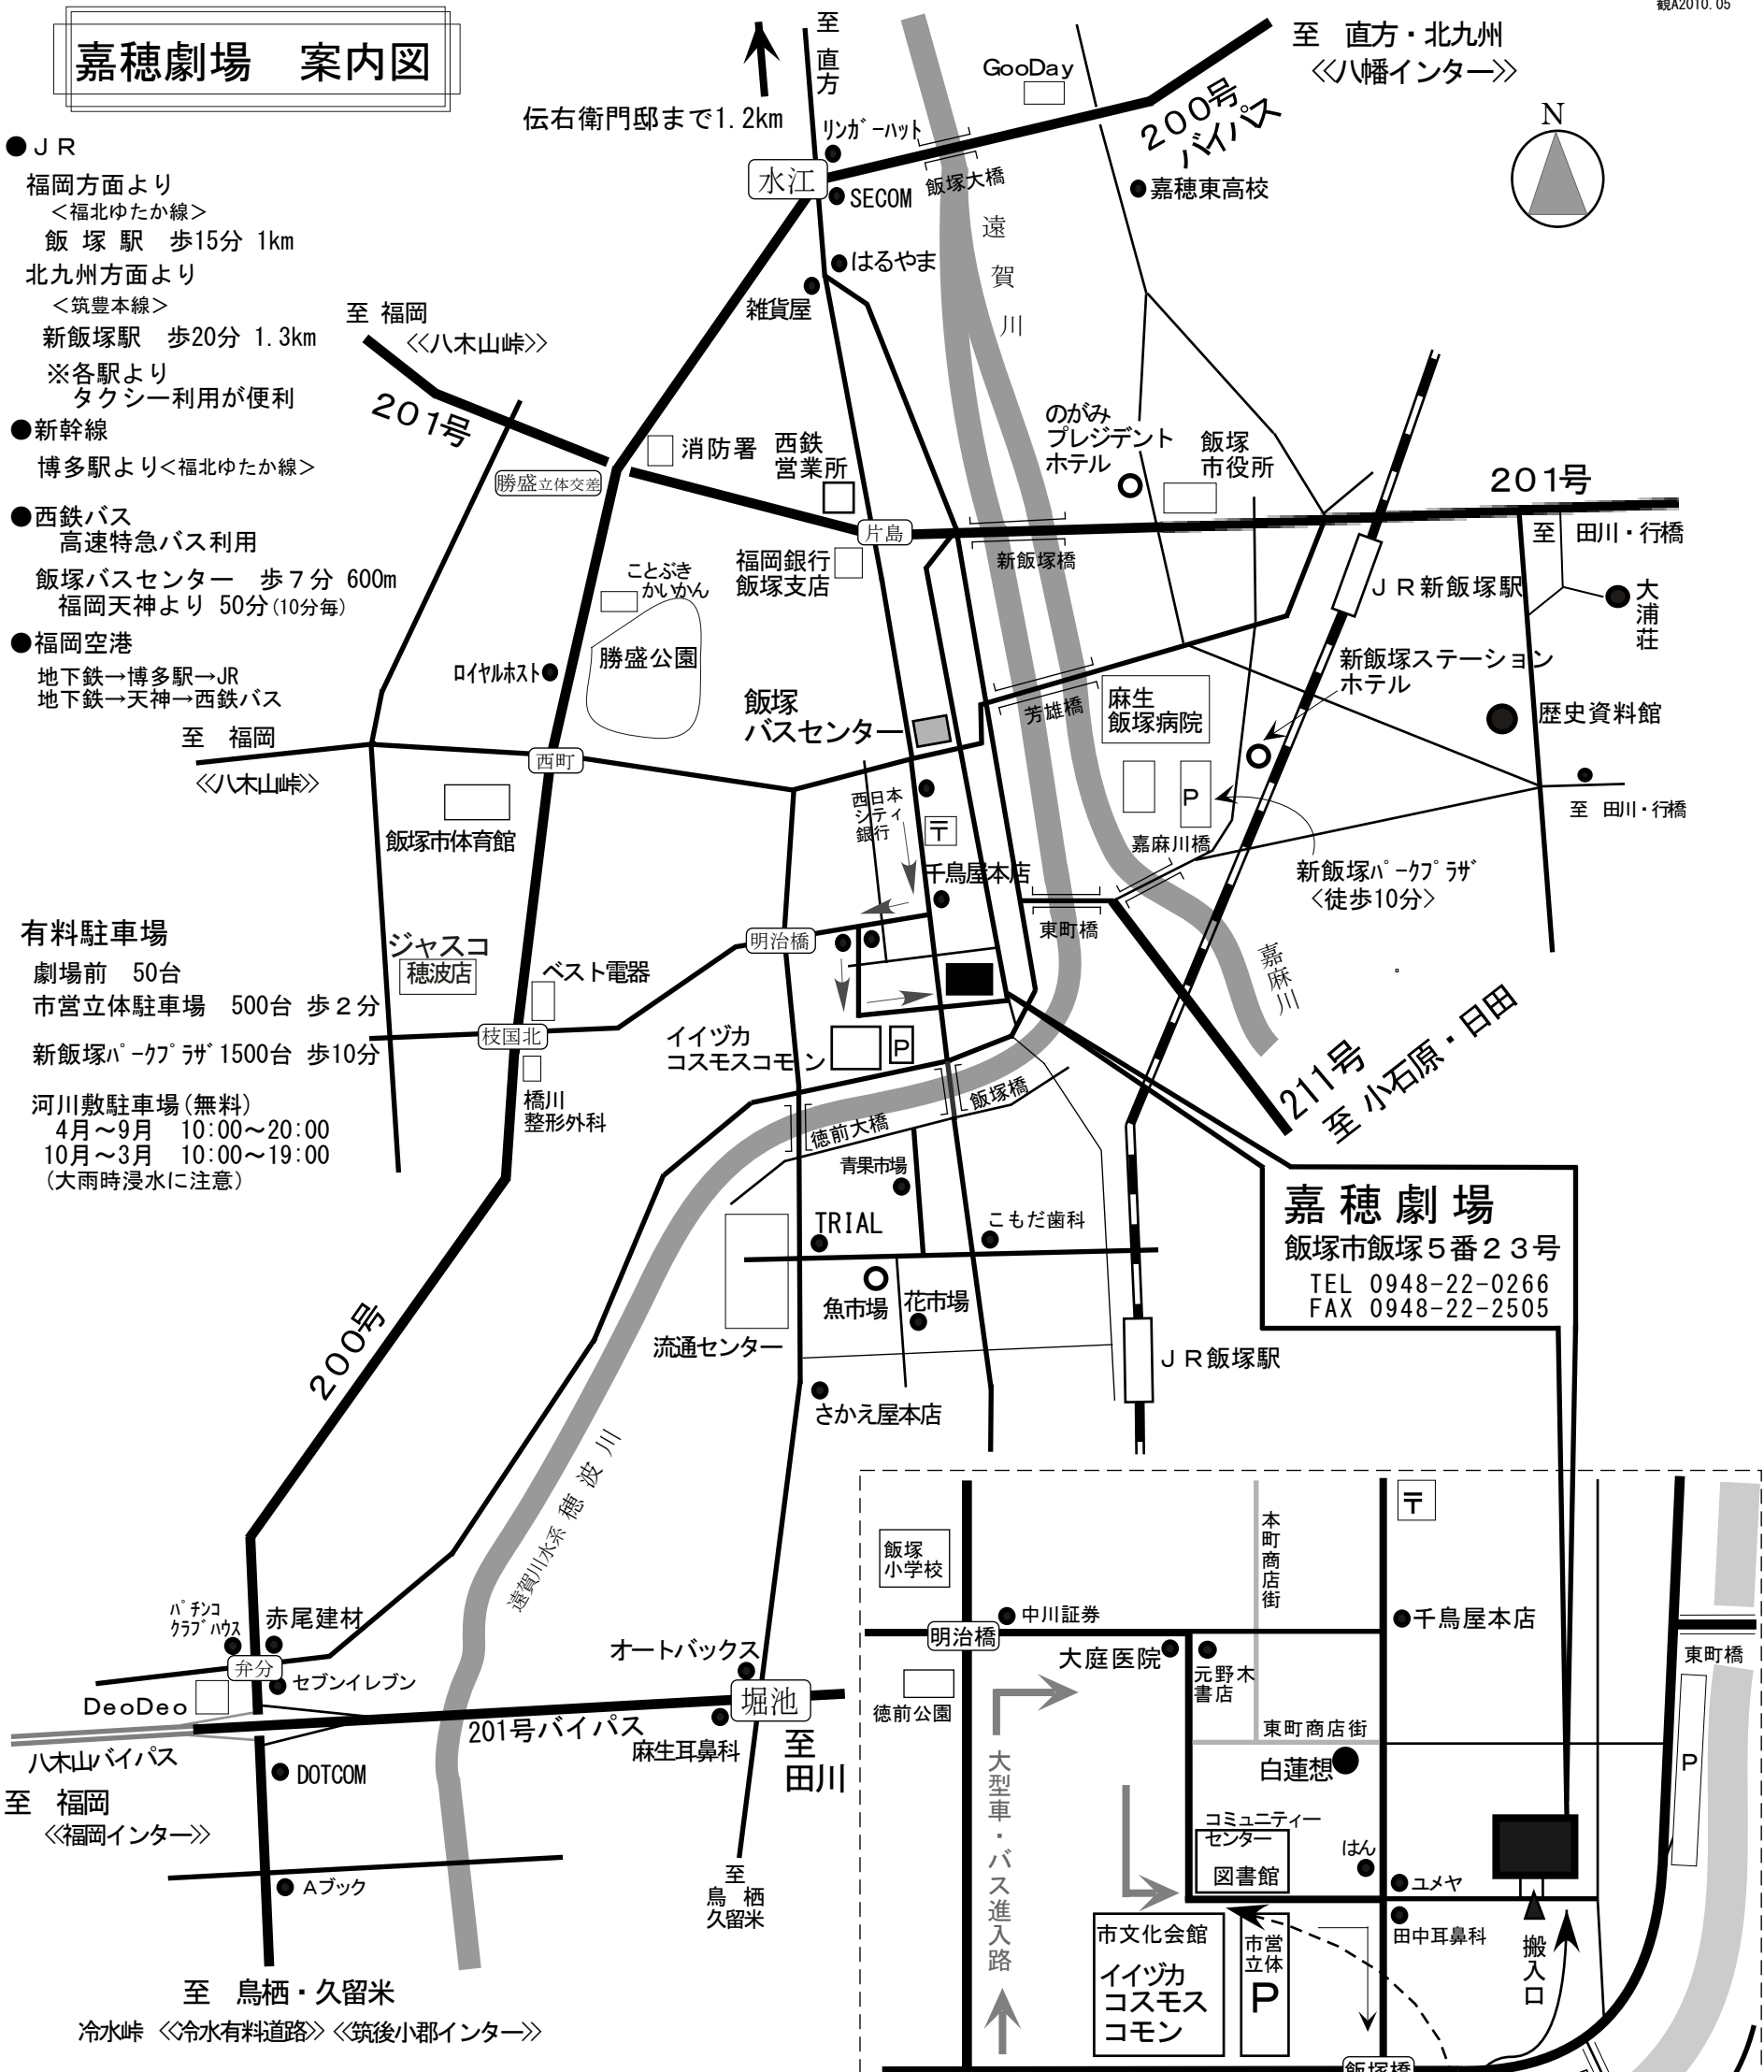 観A2010.05
嘉穂劇場　案内図
●ＪＲ
福岡方面より
＜福北ゆたか線＞
飯 塚 駅　歩15分 1km
北九州方面より
＜筑豊本線＞
新飯塚駅　歩20分 1.3km
※各駅より
タクシー利用が便利
●新幹線
博多駅より<福北ゆたか線>
●西鉄バス
高速特急バス利用
飯塚バスセンター　歩７分 600m
福岡天神より 50分(10分毎)
●福岡空港
地下鉄→博多駅→JR
地下鉄→天神→西鉄バス
有料駐車場
劇場前　50台
市営立体駐車場　500台 歩２分
新飯塚ﾊﾟｰｸﾌﾟﾗｻﾞ1500台 歩10分
河川敷駐車場(無料)
4月～9月　10:00～20:00
10月～3月　10:00～19:00
(大雨時浸水に注意)
至 直方
伝右衛門邸まで1.2km
至　直方・北九州
≪八幡インター≫
GooDay
200号
バイパス
N
ﾘﾝｶﾞｰﾊｯﾄ
水江
SECOM
飯塚大橋
嘉穂東高校
遠賀川
はるやま
雑貨屋
至 福岡
≪八木山峠≫
201号
勝盛立体交差
消防署
西鉄
営業所
のがみ
プレジデント
ホテル
飯塚
市役所
201号
至　田川・行橋
片島
新飯塚橋
福岡銀行
飯塚支店
ことぶき
かいかん
勝盛公園
ﾛｲﾔﾙﾎｽﾄ
ＪＲ新飯塚駅
大浦荘
新飯塚ステーション
ホテル
歴史資料館
飯塚
バスセンター
芳雄橋
麻生
飯塚病院
P
至　福岡
≪八木山峠≫
西町
飯塚市体育館
西日本
シティ
銀行
〒
嘉麻川橋
至　田川・行橋
新飯塚ﾊﾟｰｸﾌﾟﾗｻﾞ
<徒歩10分>
千鳥屋本店
東町橋
明治橋
ジャスコ
穂波店
ベスト電器
嘉麻川
枝国北
イイヅカ
コスモスコモン
P
橋川
整形外科
飯塚橋
徳前大橋
211号
至 小石原・日田
青果市場
TRIAL
こもだ歯科
魚市場
花市場
流通センター
さかえ屋本店
ＪＲ飯塚駅
嘉穂劇場
飯塚市飯塚５番２３号
TEL 0948-22-0266
FAX 0948-22-2505
200号
遠賀川水系 穂波川
ﾊﾟﾁﾝｺ
ｸﾗﾌﾞﾊｳｽ
赤尾建材
弁分
セブンイレブン
DeoDeo
オートバックス
堀池
201号バイパス
麻生耳鼻科
至
田川
八木山バイパス
DOTCOM
至　福岡
≪福岡インター≫
Ａブック
至
鳥 栖
久留米
至　鳥栖・久留米
冷水峠 ≪冷水有料道路≫ ≪筑後小郡インター≫
飯塚
小学校
本町商店街
〒
中川証券
明治橋
千鳥屋本店
大庭医院
元野木
書店
東町橋
徳前公園
東町商店街
白蓮想
P
大型車・バス進入路
コミュニティー
センター
図書館
はん
ユメヤ
田中耳鼻科
搬入口
市文化会館
イイヅカ
コスモス
コモン
市営
立体
P
飯塚橋